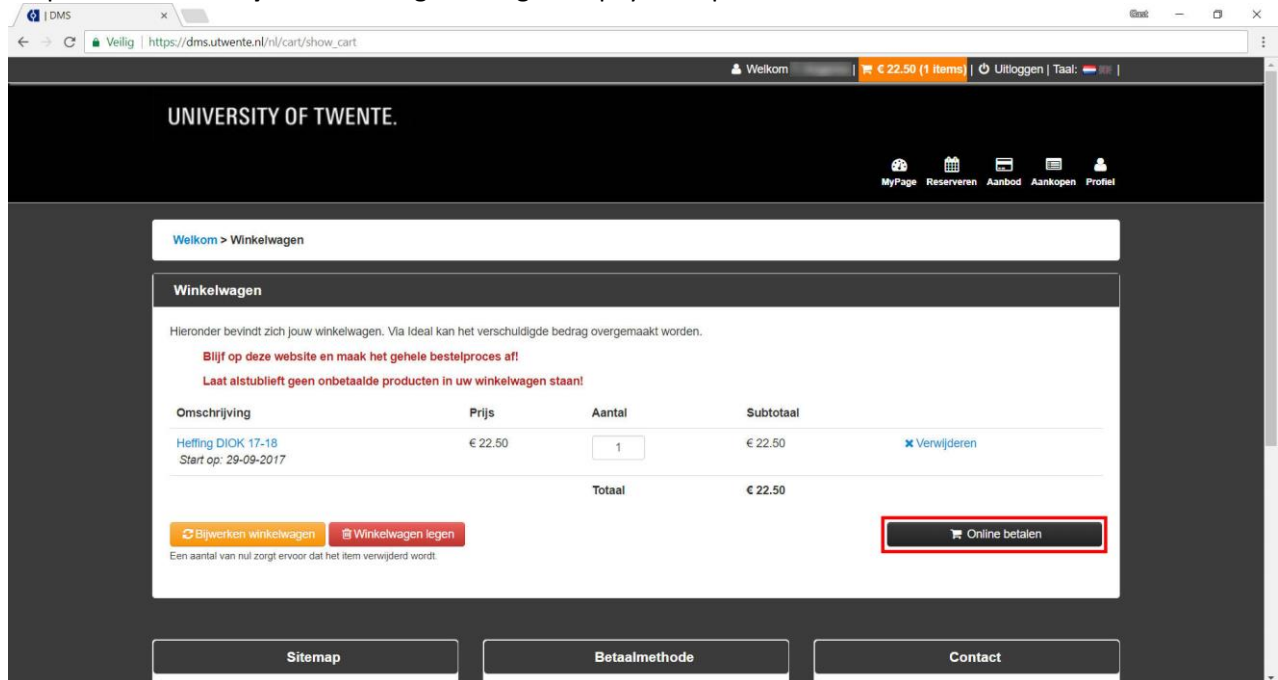 | DMS
Veilig | https://dms.utwente.nl/nl/cart/show_cart
Welkom | € 22.50 (1 items) | Uitloggen | Taal: |
UNIVERSITY OF TWENTE.
MyPage Reserveren Aanbod Aankopen Profiel
Welkom > Winkelwagen
Winkelwagen
Hieronder bevindt zich jouw winkelwagen. Via Ideal kan het verschuldigde bedrag overgemaakt worden.
Blijf op deze website en maak het gehele bestelproces af!
Laat alstublieft geen onbetaalde producten in uw winkelwagen staan!
Omschrijving Prijs Aantal Subtotaal
Heffing DIOK 17-18 € 22.50 1 € 22.50 Verwijderen
Start op: 29-09-2017
Totaal € 22.50
Bijwerken winkelwagen Winkelwagen legen Online betalen
Een aantal van nul zorgt ervoor dat het item verwijderd wordt.
Sitemap Betaalmethode Contact